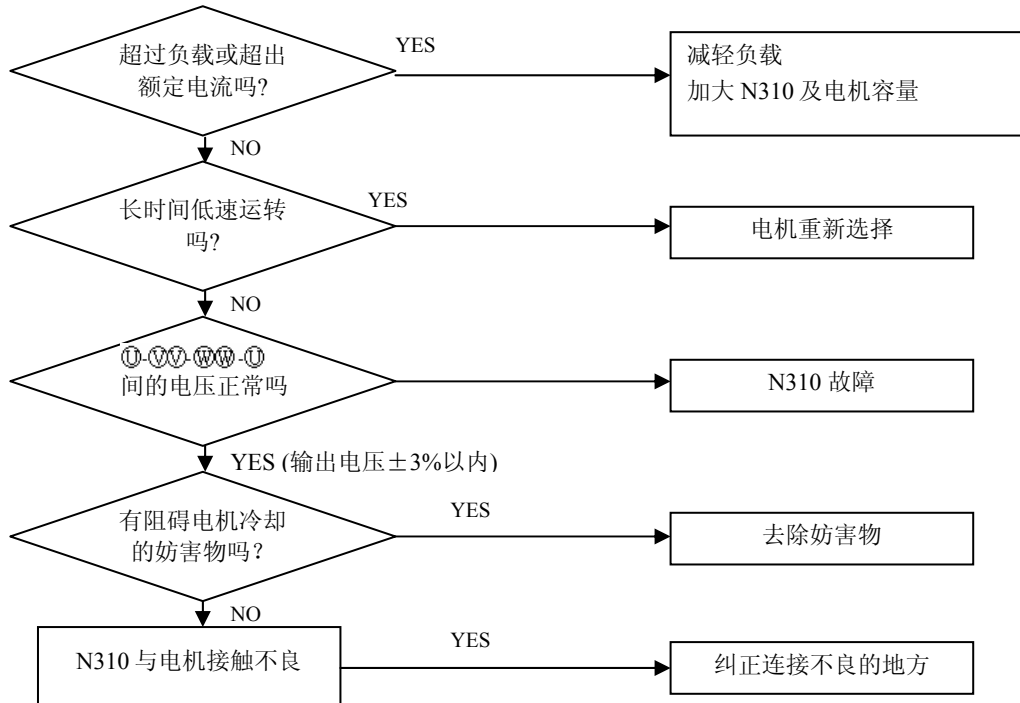 超过负载或超出
额定电流吗?
YES
减轻负载
加大 N310 及电机容量
NO
长时间低速运转
吗?
YES
电机重新选择
NO
Ⓤ-ⓋⓋ-ⓌⓌ-Ⓤ
间的电压正常吗
N310 故障
YES (输出电压±3%以内)
有阻碍电机冷却
的妨害物吗？
YES
去除妨害物
NO
N310 与电机接触不良
YES
纠正连接不良的地方